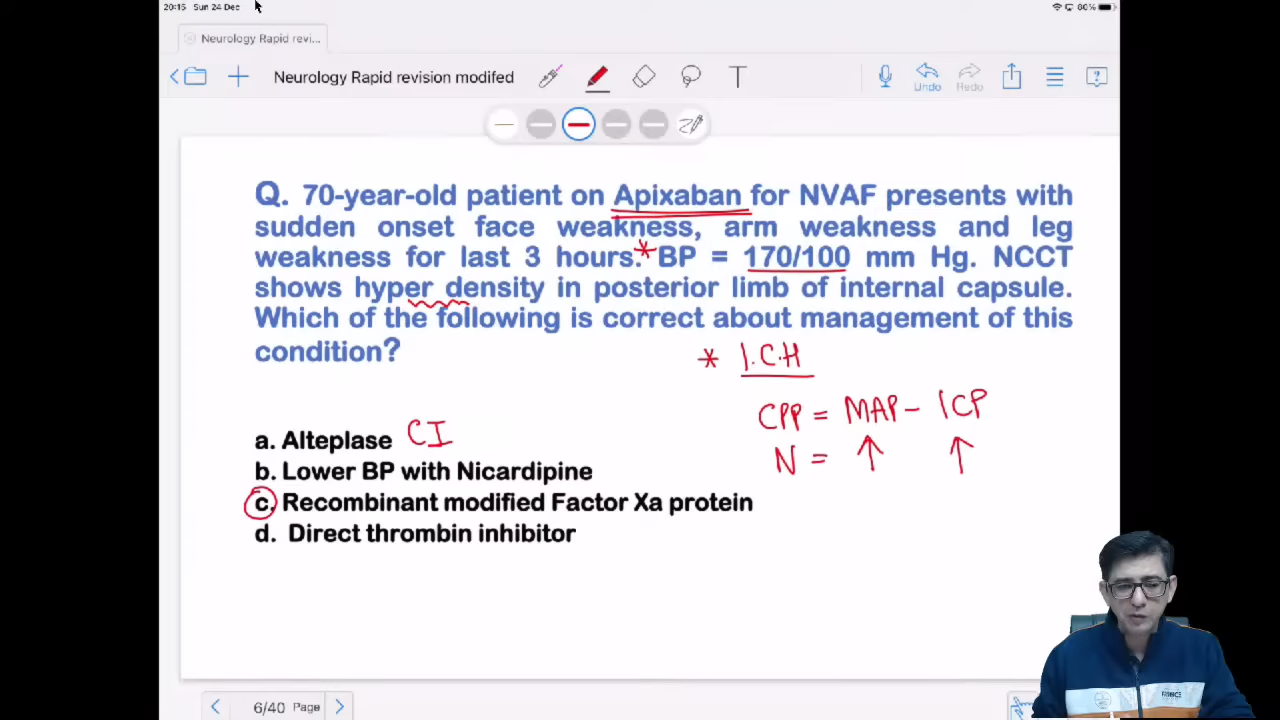 20:15 Sun 24 Dec
80%
Neurology Rapid revi...
Neurology Rapid revision modifed
T
Undo
Redo
Q. 70-year-old patient on Apixaban for NVAF presents with
sudden onset face weakness, arm weakness and leg
weakness for last 3 hours.* BP = 170/100 mm Hg. NCCT
shows hyper density in posterior limb of internal capsule.
Which of the following is correct about management of this
condition?
* I.C.H
CPP = MAP - ICP
N = ↑ ↑
a. Alteplase CI
b. Lower BP with Nicardipine
c. Recombinant modified Factor Xa protein
d. Direct thrombin inhibitor
6/40 Page